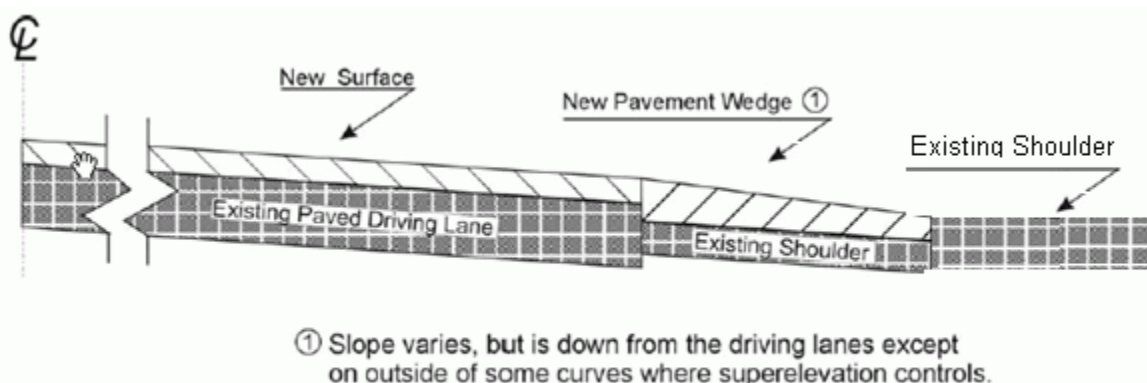 ℄
New Surface
New Pavement Wedge ①
Existing Shoulder
Existing Paved Driving Lane
Existing Shoulder
① Slope varies, but is down from the driving lanes except
on outside of some curves where superelevation controls.